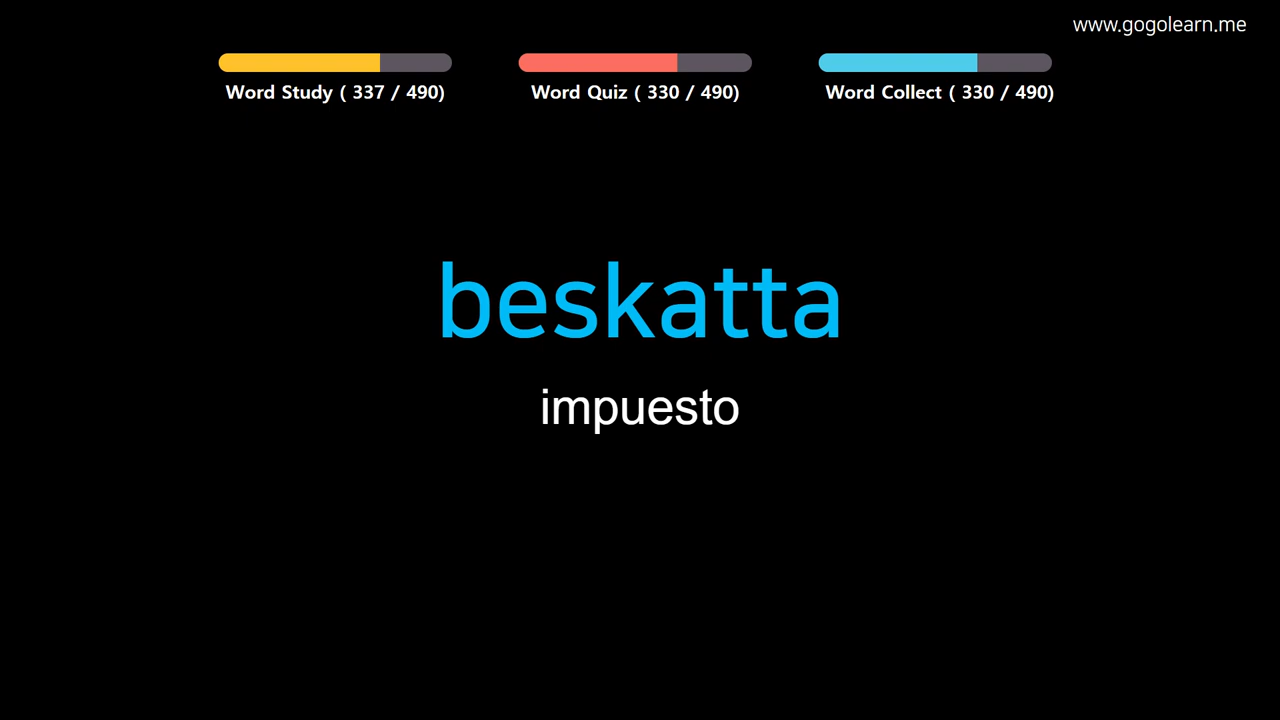 www.gogolearn.me
Word Study ( 337 / 490)
Word Quiz ( 330 / 490)
Word Collect ( 330 / 490)
beskatta
impuesto